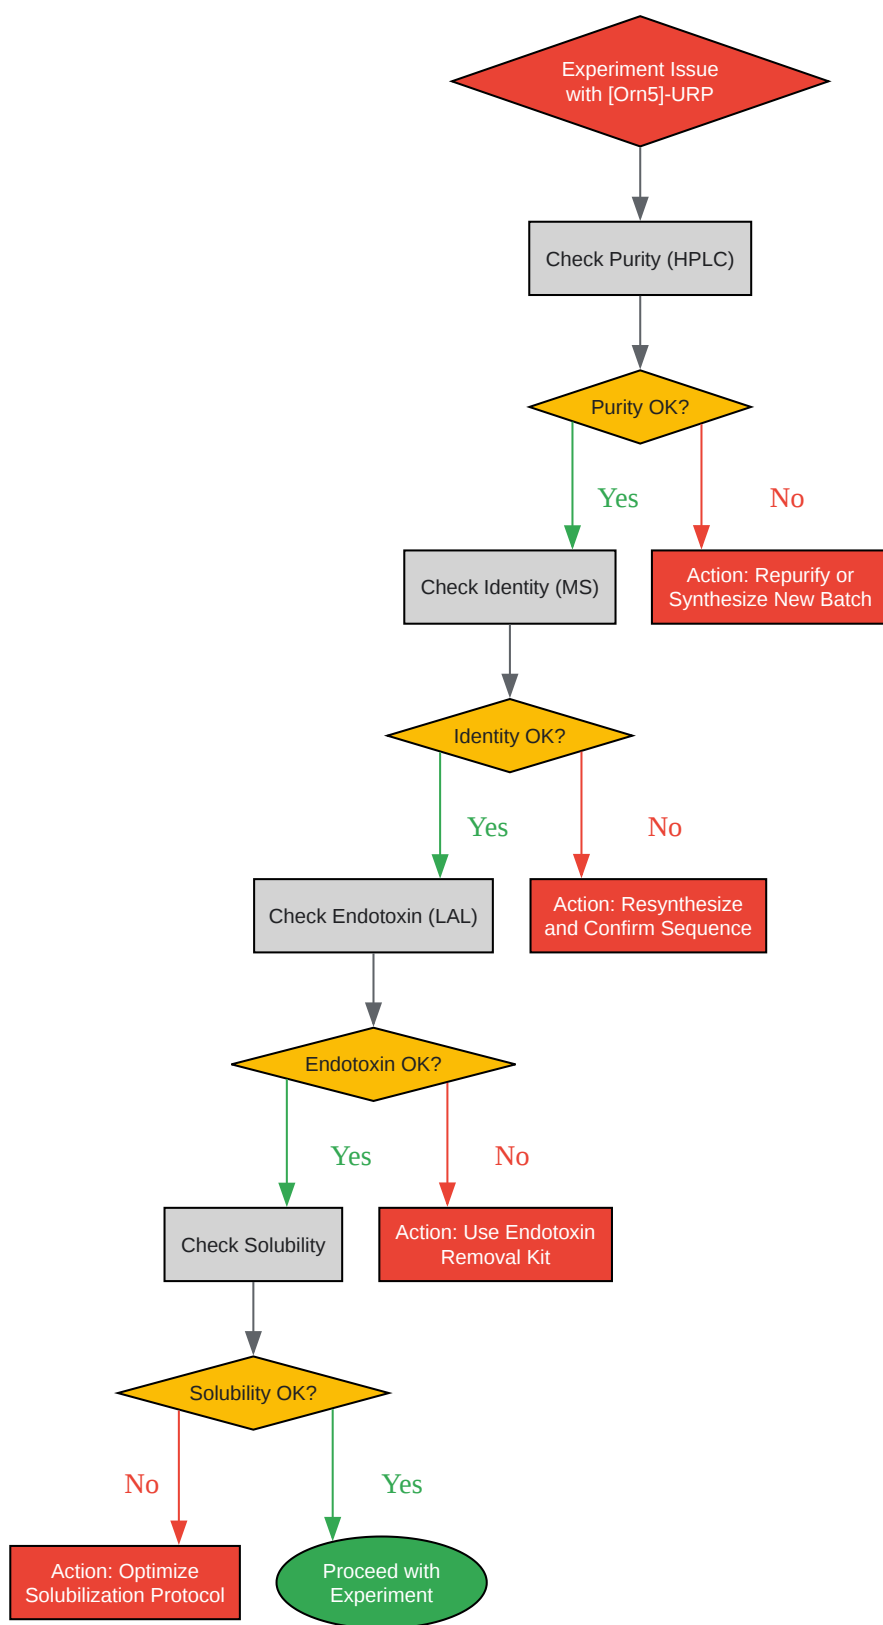 Experiment Issue
with [Orn5]-URP
Check Purity (HPLC)
Purity OK?
Yes
No
Check Identity (MS)
Action: Repurify or
Synthesize New Batch
Identity OK?
Yes
No
Check Endotoxin (LAL)
Action: Resynthesize
and Confirm Sequence
Endotoxin OK?
Yes
No
Check Solubility
Action: Use Endotoxin
Removal Kit
Solubility OK?
No
Yes
Action: Optimize
Solubilization Protocol
Proceed with
Experiment